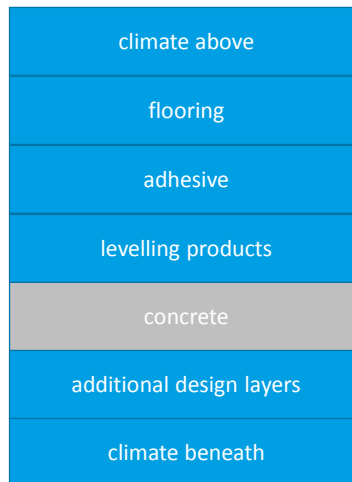 climate above
flooring
adhesive
levelling products
concrete
additional design layers
climate beneath